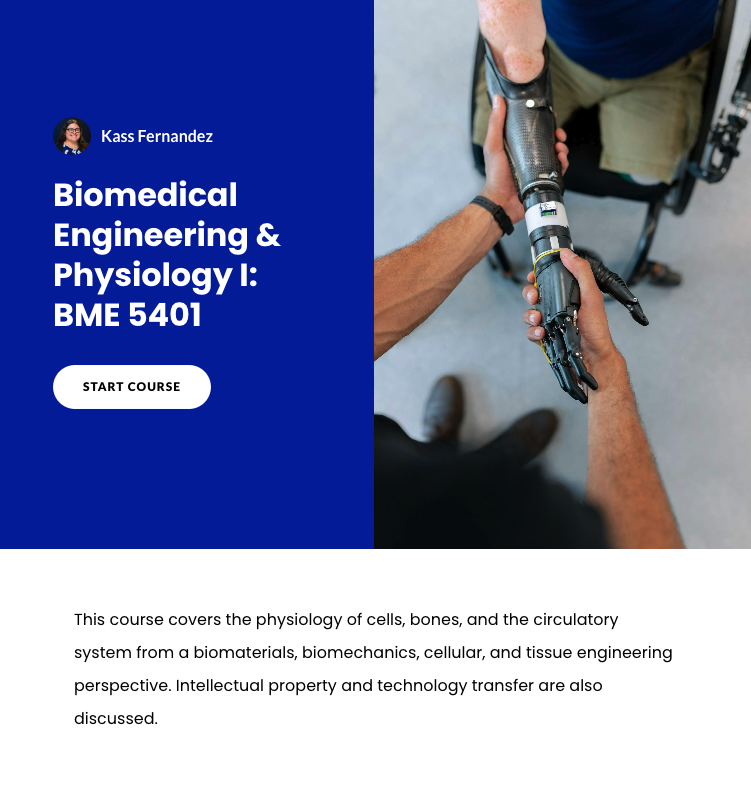 Kass Fernandez
Biomedical
Engineering &
Physiology I:
BME 5401
START COURSE
This course covers the physiology of cells, bones, and the circulatory
system from a biomaterials, biomechanics, cellular, and tissue engineering
perspective. Intellectual property and technology transfer are also
discussed.